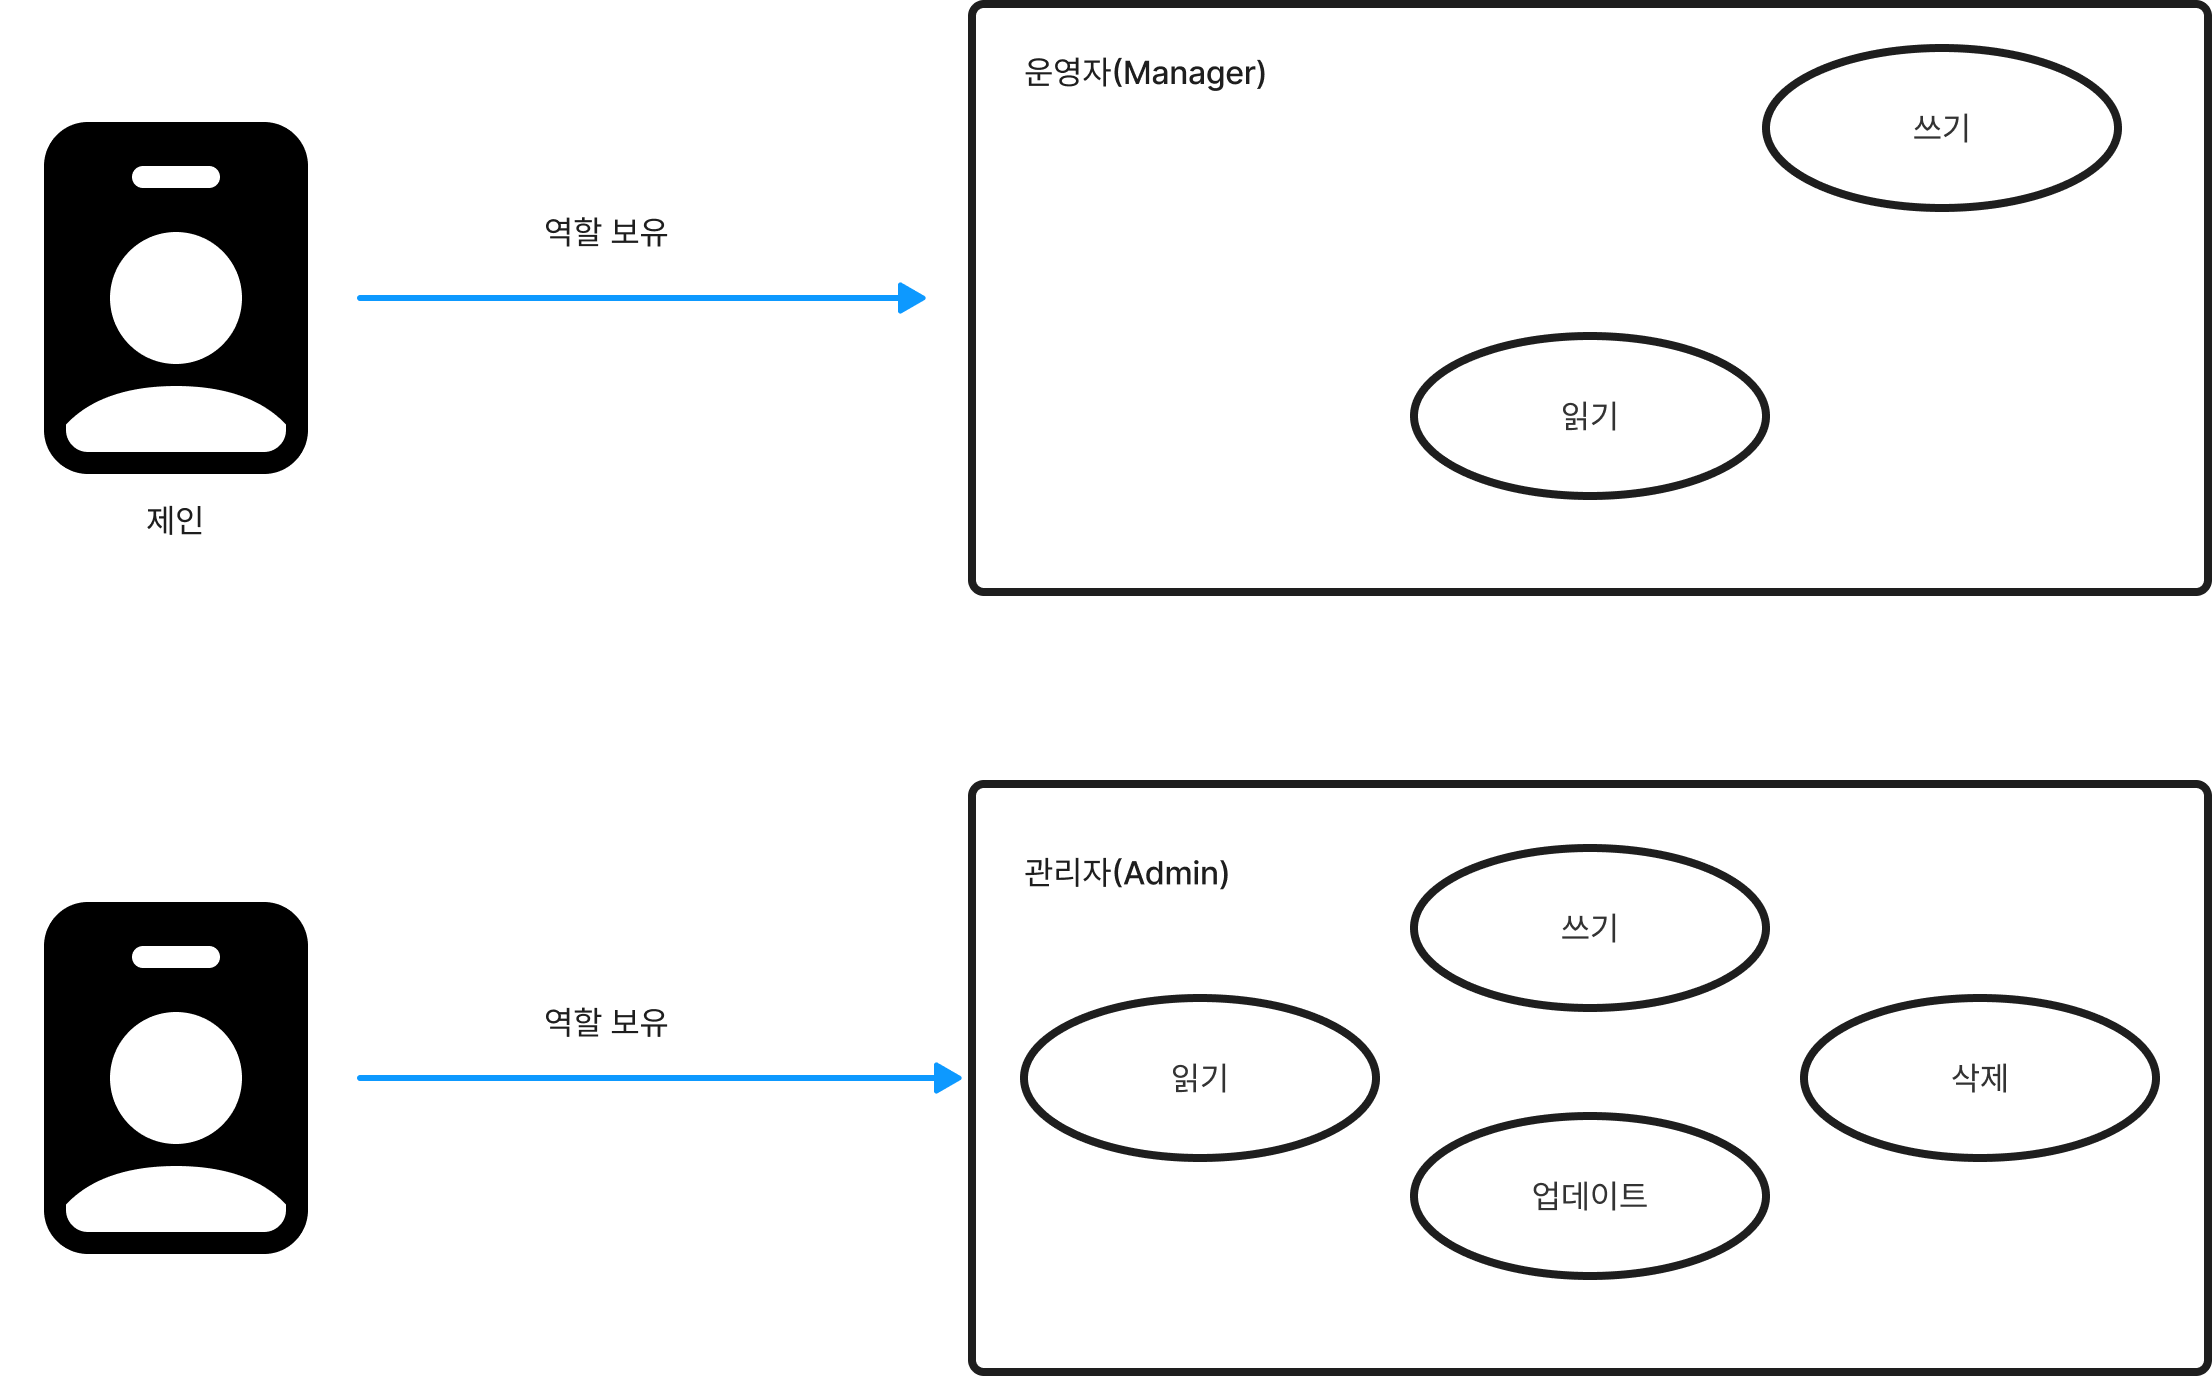 운영자(Manager)
쓰기
역할 보유
읽기
제인
관리자(Admin)
쓰기
역할 보유
읽기
삭제
업데이트